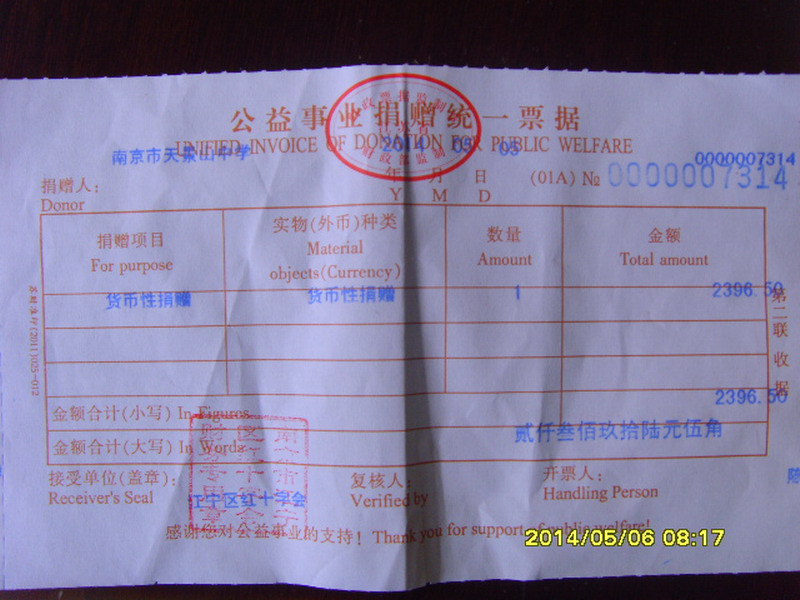 公益事业捐赠统一票据
UNIFIED INVOICE OF DONATION FOR PUBLIC WELFARE
南京市天景山中学
2014 05 05
0000007314
捐赠人:
Donor
年 月 日
Y M D
(01A) № 0000007314
捐赠项目
For purpose
实物(外币)种类
Material
objects(Currency)
数量
Amount
金额
Total amount
货币性捐赠 货币性捐赠 1 2396.50
第二联收据
金额合计(小写) In Figures 2396.50
金额合计(大写) In Words 贰仟叁佰玖拾陆元伍角
接受单位(盖章):
Receiver's Seal
江宁区红十字会
复核人:
Verified by
开票人:
Handling Person
感谢您对公益事业的支持! Thank you for support of public welfare!
2014/05/06 08:17